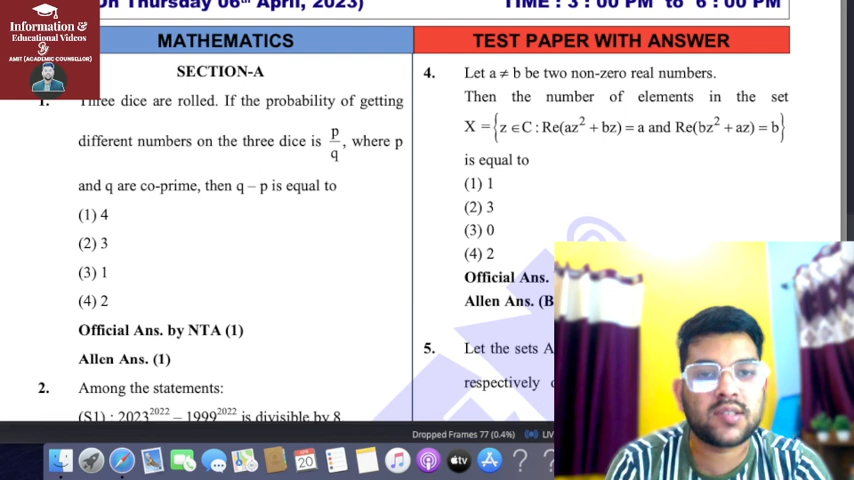 On Thursday 06th April, 2023)
TIME : 3 : 00 PM to 6 : 00 PM
Information &
Educational Videos
By
AMIT (ACADEMIC COUNSELLOR)
MATHEMATICS
TEST PAPER WITH ANSWER
SECTION-A
1. Three dice are rolled. If the probability of getting
different numbers on the three dice is p/q, where p
and q are co-prime, then q – p is equal to
(1) 4
(2) 3
(3) 1
(4) 2
Official Ans. by NTA (1)
Allen Ans. (1)
2. Among the statements:
(S1) : 2023^2022 – 1999^2022 is divisible by 8
4. Let a ≠ b be two non-zero real numbers.
Then the number of elements in the set
X = {z ∈ C : Re(az² + bz) = a and Re(bz² + az) = b}
is equal to
(1) 1
(2) 3
(3) 0
(4) 2
Official Ans.
Allen Ans. (B
5. Let the sets A
respectively
Dropped Frames 77 (0.4%)
LIV
20
tv